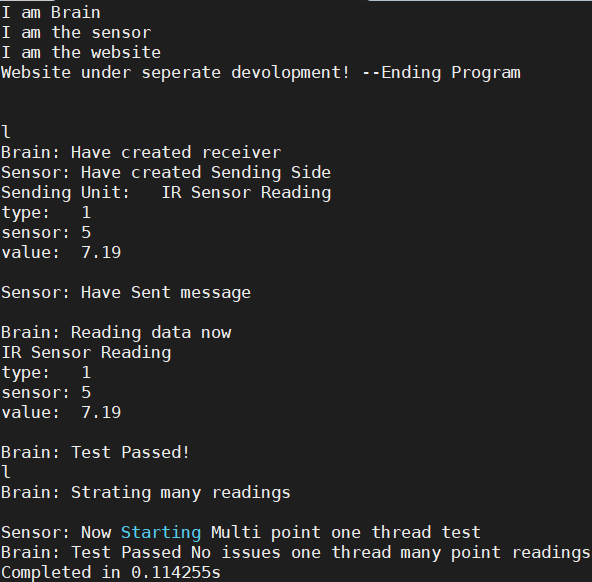 I am Brain
I am the sensor
I am the website
Website under seperate devolopment! --Ending Program
l
Brain: Have created receiver
Sensor: Have created Sending Side
Sending Unit:   IR Sensor Reading
type:   1
sensor: 5
value:  7.19
Sensor: Have Sent message
Brain: Reading data now
IR Sensor Reading
type:   1
sensor: 5
value:  7.19
Brain: Test Passed!
l
Brain: Strating many readings
Sensor: Now Starting Multi point one thread test
Brain: Test Passed No issues one thread many point readings
Completed in 0.114255s